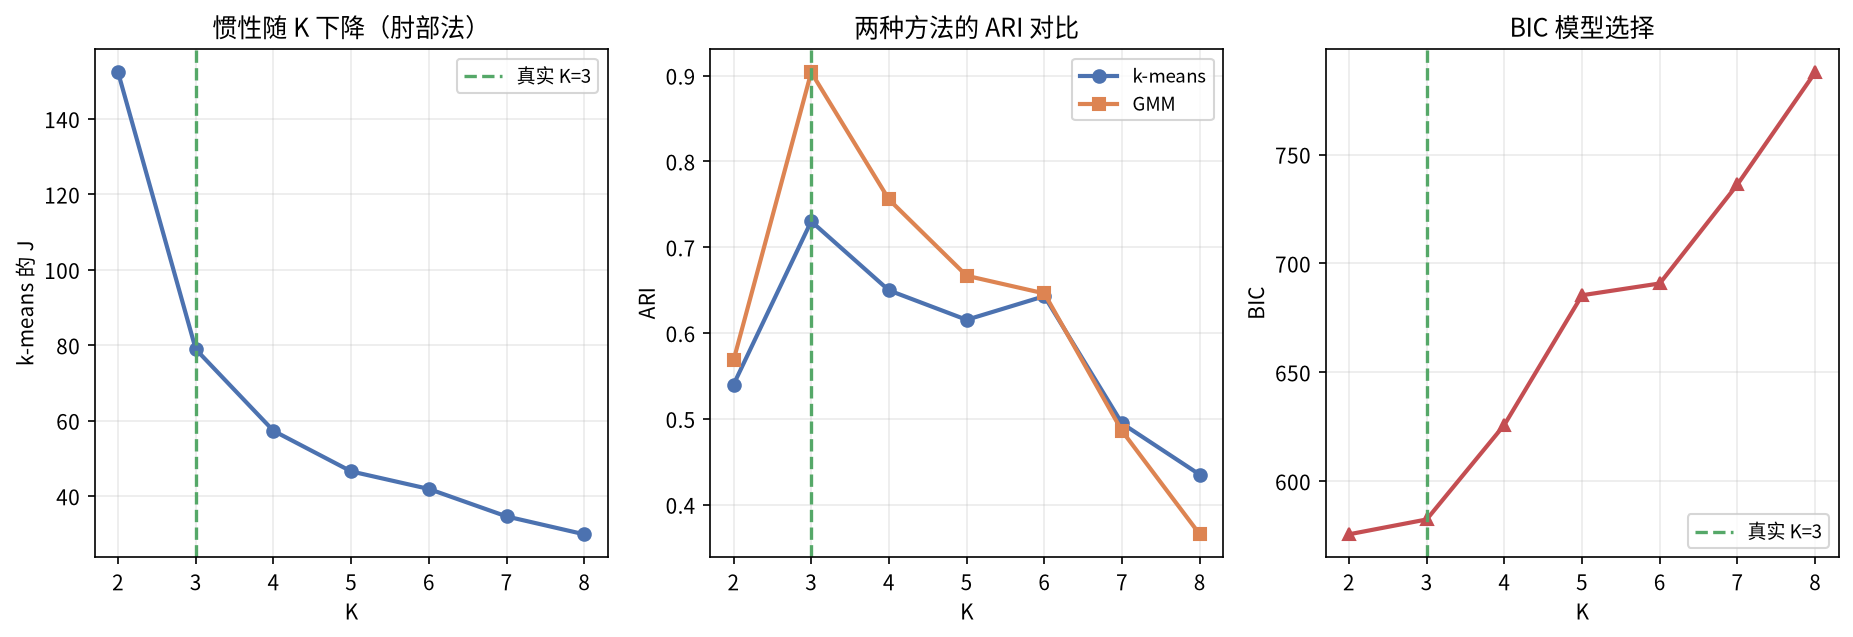 惯性随 K 下降（肘部法）
k-means 的 J
140
120
100
80
60
40
2 3 4 5 6 7 8
K
真实 K=3
两种方法的 ARI 对比
ARI
0.9
0.8
0.7
0.6
0.5
0.4
2 3 4 5 6 7 8
K
k-means
GMM
BIC 模型选择
BIC
750
700
650
600
2 3 4 5 6 7 8
K
真实 K=3